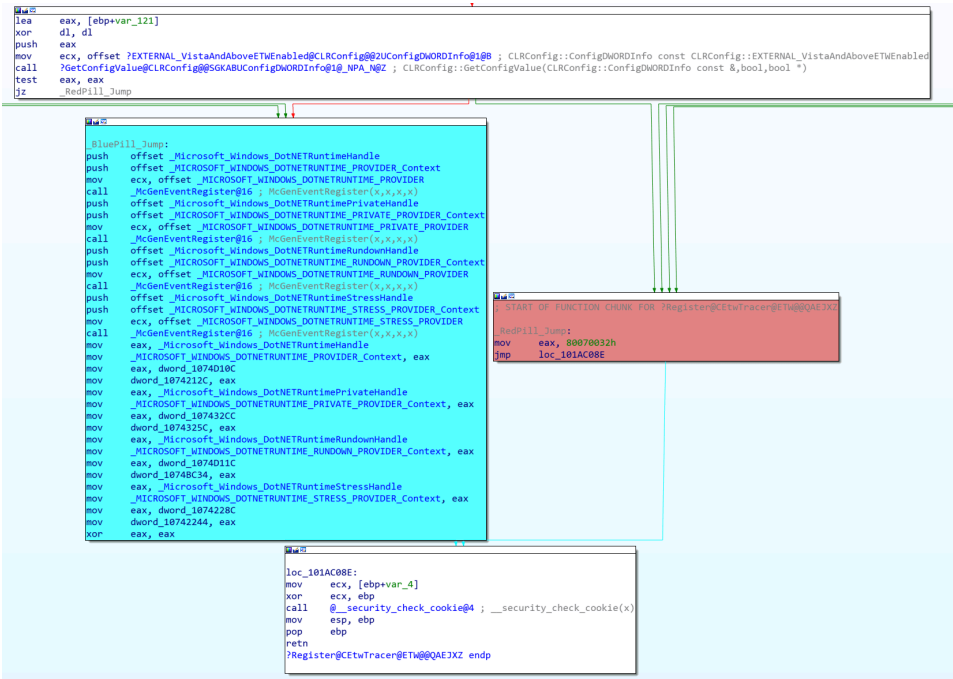 lea eax, [ebp+var_121]
xor dl, dl
push eax
mov ecx, offset ?EXTERNAL_VistaAndAboveETWEnabled@CLRConfig@@2UConfigDWORDInfo@1@B ; CLRConfig::ConfigDWORDInfo const CLRConfig::EXTERNAL_VistaAndAboveETWEnabled
call ?GetConfigValue@CLRConfig@@SGKABUConfigDWORDInfo@1@_NPA_N@Z ; CLRConfig::GetConfigValue(CLRConfig::ConfigDWORDInfo const &,bool,bool *)
test eax, eax
jz _RedPill_Jump
_BluePill_Jump:
push offset _Microsoft_Windows_DotNETRuntimeHandle
push offset _MICROSOFT_WINDOWS_DOTNETRUNTIME_PROVIDER_Context
mov ecx, offset _MICROSOFT_WINDOWS_DOTNETRUNTIME_PROVIDER
call _McGenEventRegister@16 ; McGenEventRegister(x,x,x,x)
push offset _Microsoft_Windows_DotNETRuntimePrivateHandle
push offset _MICROSOFT_WINDOWS_DOTNETRUNTIME_PRIVATE_PROVIDER_Context
mov ecx, offset _MICROSOFT_WINDOWS_DOTNETRUNTIME_PRIVATE_PROVIDER
call _McGenEventRegister@16 ; McGenEventRegister(x,x,x,x)
push offset _Microsoft_Windows_DotNETRuntimeRundownHandle
push offset _MICROSOFT_WINDOWS_DOTNETRUNTIME_RUNDOWN_PROVIDER_Context
mov ecx, offset _MICROSOFT_WINDOWS_DOTNETRUNTIME_RUNDOWN_PROVIDER
call _McGenEventRegister@16 ; McGenEventRegister(x,x,x,x)
push offset _Microsoft_Windows_DotNETRuntimeStressHandle
push offset _MICROSOFT_WINDOWS_DOTNETRUNTIME_STRESS_PROVIDER_Context
mov ecx, offset _MICROSOFT_WINDOWS_DOTNETRUNTIME_STRESS_PROVIDER
call _McGenEventRegister@16 ; McGenEventRegister(x,x,x,x)
mov eax, _Microsoft_Windows_DotNETRuntimeHandle
mov _MICROSOFT_WINDOWS_DOTNETRUNTIME_PROVIDER_Context, eax
mov eax, dword_1074D10C
mov dword_1074212C, eax
mov eax, _Microsoft_Windows_DotNETRuntimePrivateHandle
mov _MICROSOFT_WINDOWS_DOTNETRUNTIME_PRIVATE_PROVIDER_Context, eax
mov eax, dword_107432CC
mov dword_1074325C, eax
mov eax, _Microsoft_Windows_DotNETRuntimeRundownHandle
mov _MICROSOFT_WINDOWS_DOTNETRUNTIME_RUNDOWN_PROVIDER_Context, eax
mov eax, dword_1074D11C
mov dword_1074BC34, eax
mov eax, _Microsoft_Windows_DotNETRuntimeStressHandle
mov _MICROSOFT_WINDOWS_DOTNETRUNTIME_STRESS_PROVIDER_Context, eax
mov eax, dword_1074228C
mov dword_10742244, eax
xor eax, eax
; START OF FUNCTION CHUNK FOR ?Register@CEtwTracer@ETW@@QAEJXZ
_RedPill_Jump:
mov eax, 80070032h
jmp loc_101AC08E
loc_101AC08E:
mov ecx, [ebp+var_4]
xor ecx, ebp
call @__security_check_cookie@4 ; __security_check_cookie(x)
mov esp, ebp
pop ebp
retn
?Register@CEtwTracer@ETW@@QAEJXZ endp